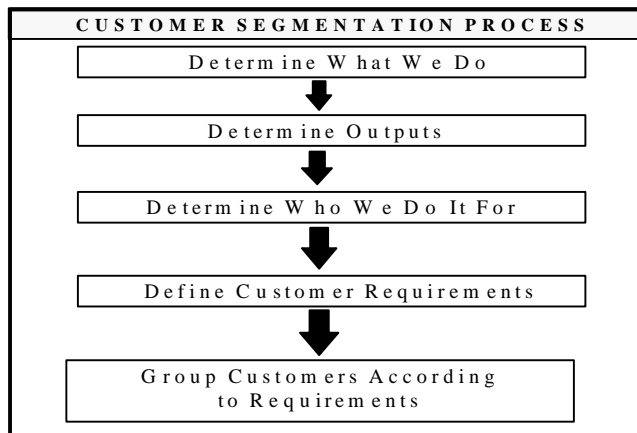 CUSTOMER SEGMENTATION PROCESS
Determine What We Do
Determine Outputs
Determine Who We Do It For
Define Customer Requirements
Group Customers According
to Requirements